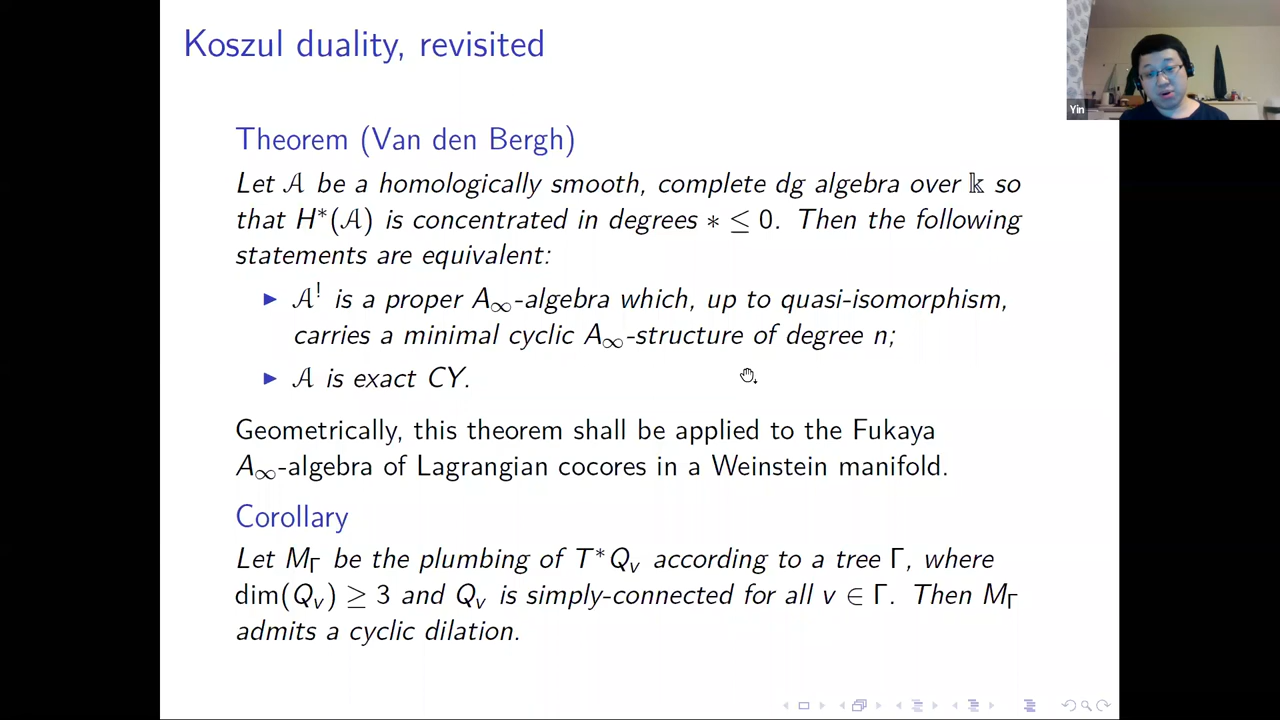 Koszul duality, revisited
Yin
Theorem (Van den Bergh)
Let 𝒜 be a homologically smooth, complete dg algebra over 𝕜 so
that H*(𝒜) is concentrated in degrees * ≤ 0. Then the following
statements are equivalent:
▶ 𝒜! is a proper A∞-algebra which, up to quasi-isomorphism,
carries a minimal cyclic A∞-structure of degree n;
▶ 𝒜 is exact CY.
Geometrically, this theorem shall be applied to the Fukaya
A∞-algebra of Lagrangian cocores in a Weinstein manifold.
Corollary
Let M_Γ be the plumbing of T*Q_v according to a tree Γ, where
dim(Q_v) ≥ 3 and Q_v is simply-connected for all v ∈ Γ. Then M_Γ
admits a cyclic dilation.